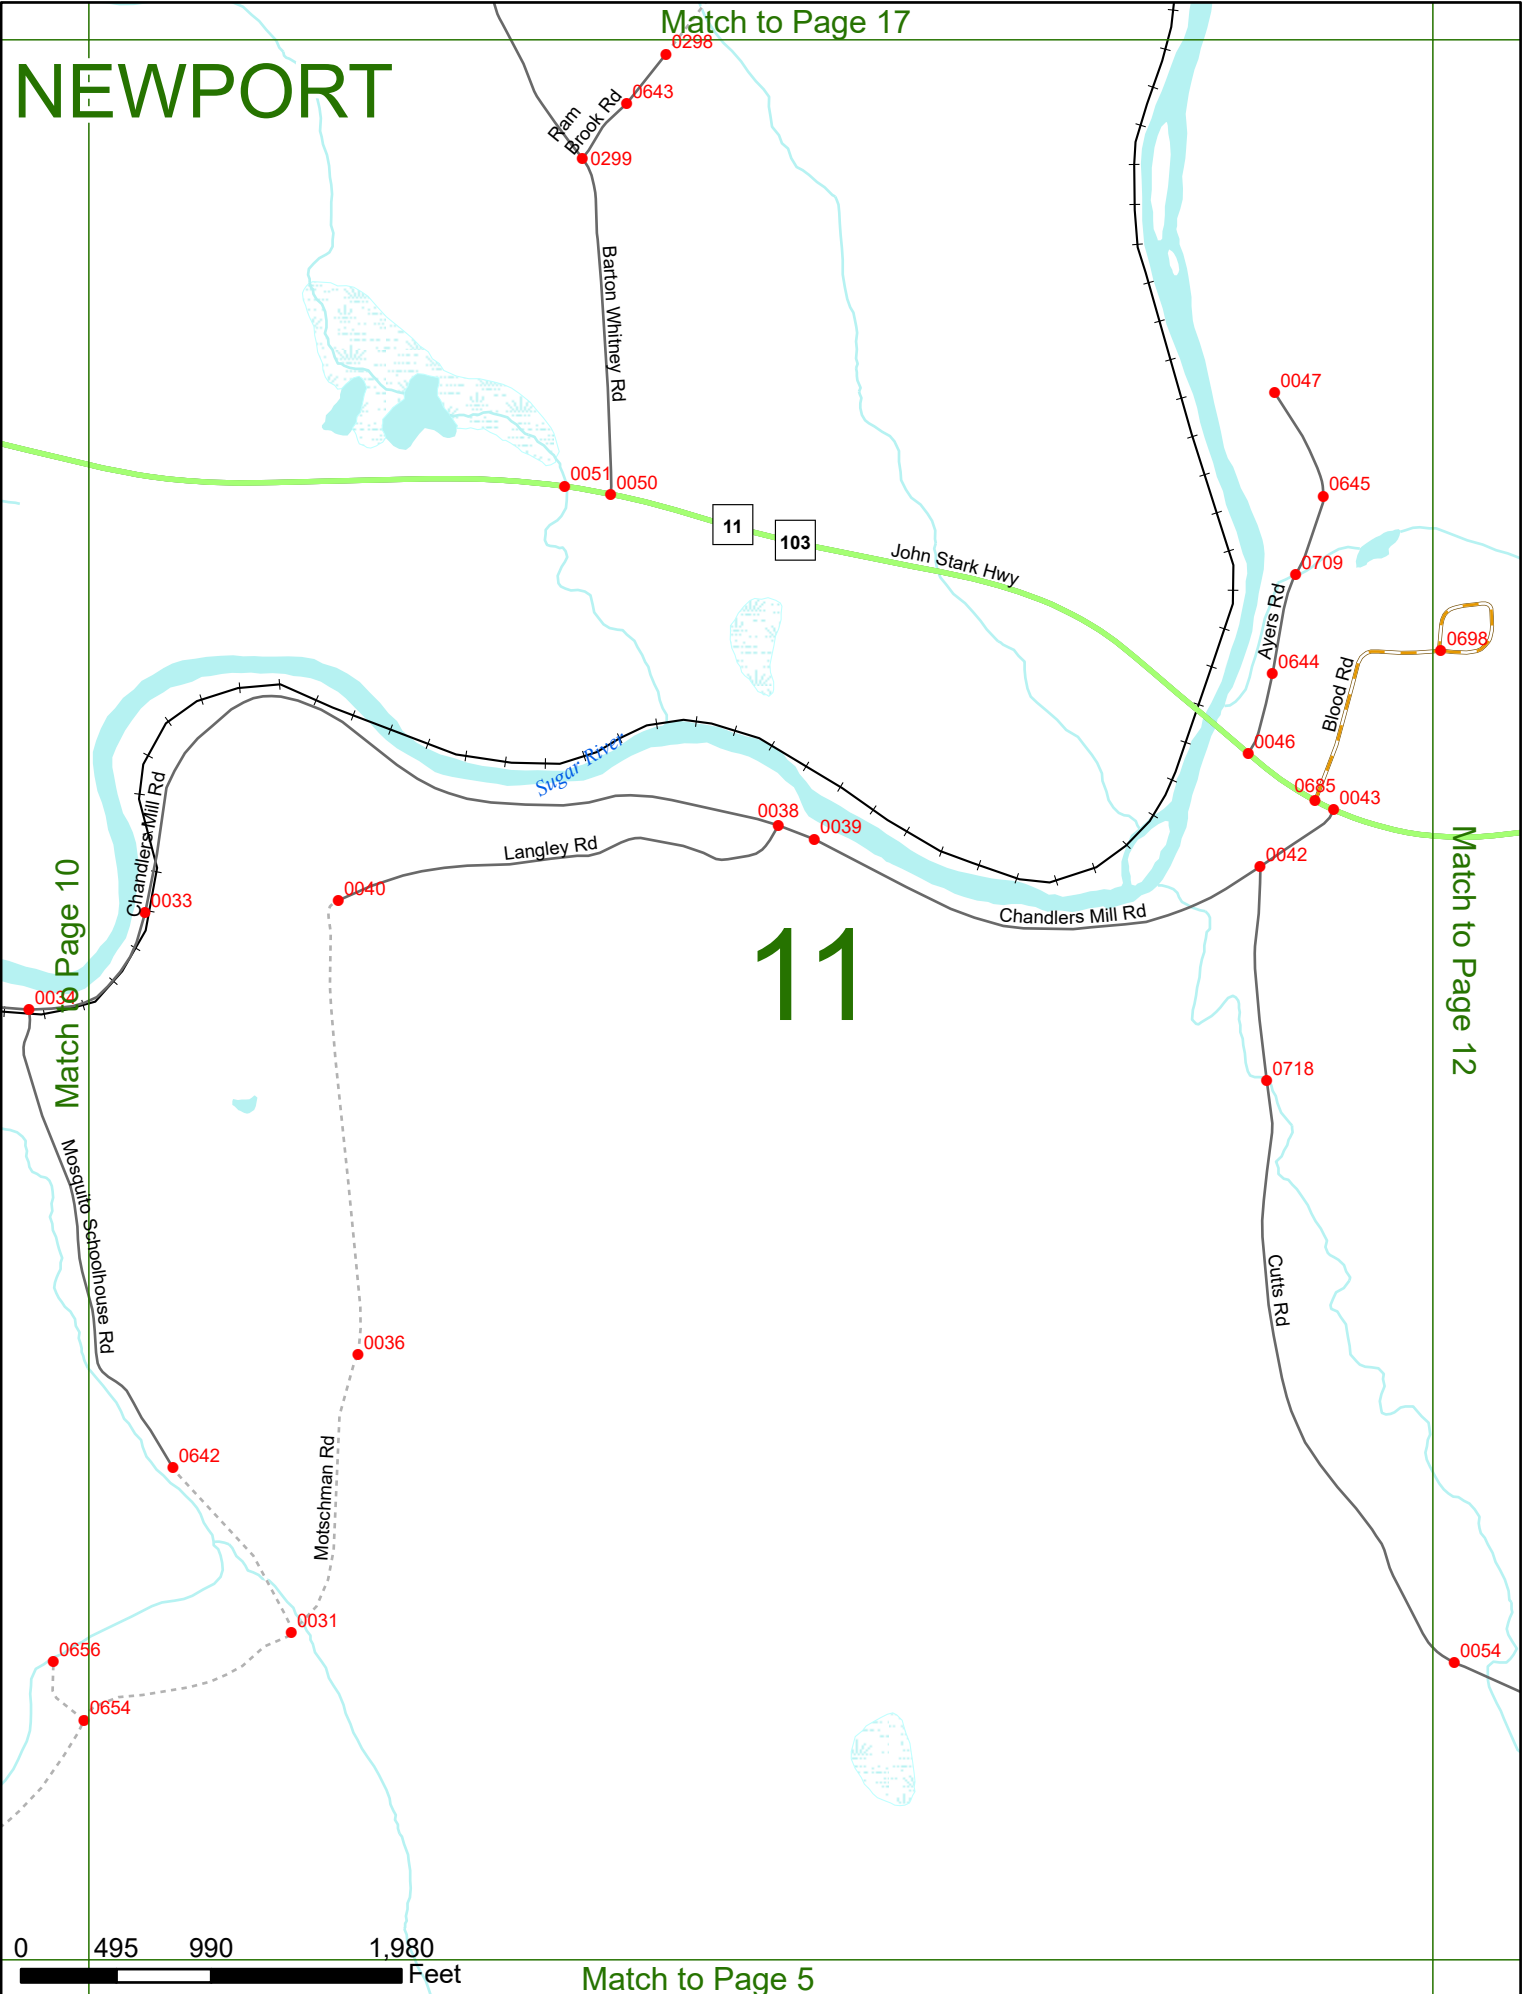 Match to Page 17
NEWPORT
0298
0643
Ram
Brook Rd
0299
Barton Whitney Rd
0047
0051
0050
0645
11
103
John Stark Hwy
0709
Ayers Rd
0698
0644
Blood Rd
0046
Sugar River
0685
0043
Chandlers Mill Rd
0038
0039
Langley Rd
0042
0040
0033
Chandlers Mill Rd
11
Match to Page 10
Match to Page 12
0034
0718
Mosquito Schoolhouse Rd
Cutts Rd
0036
0642
Motschman Rd
0031
0656
0054
0654
0 495 990 1,980
Feet
Match to Page 5